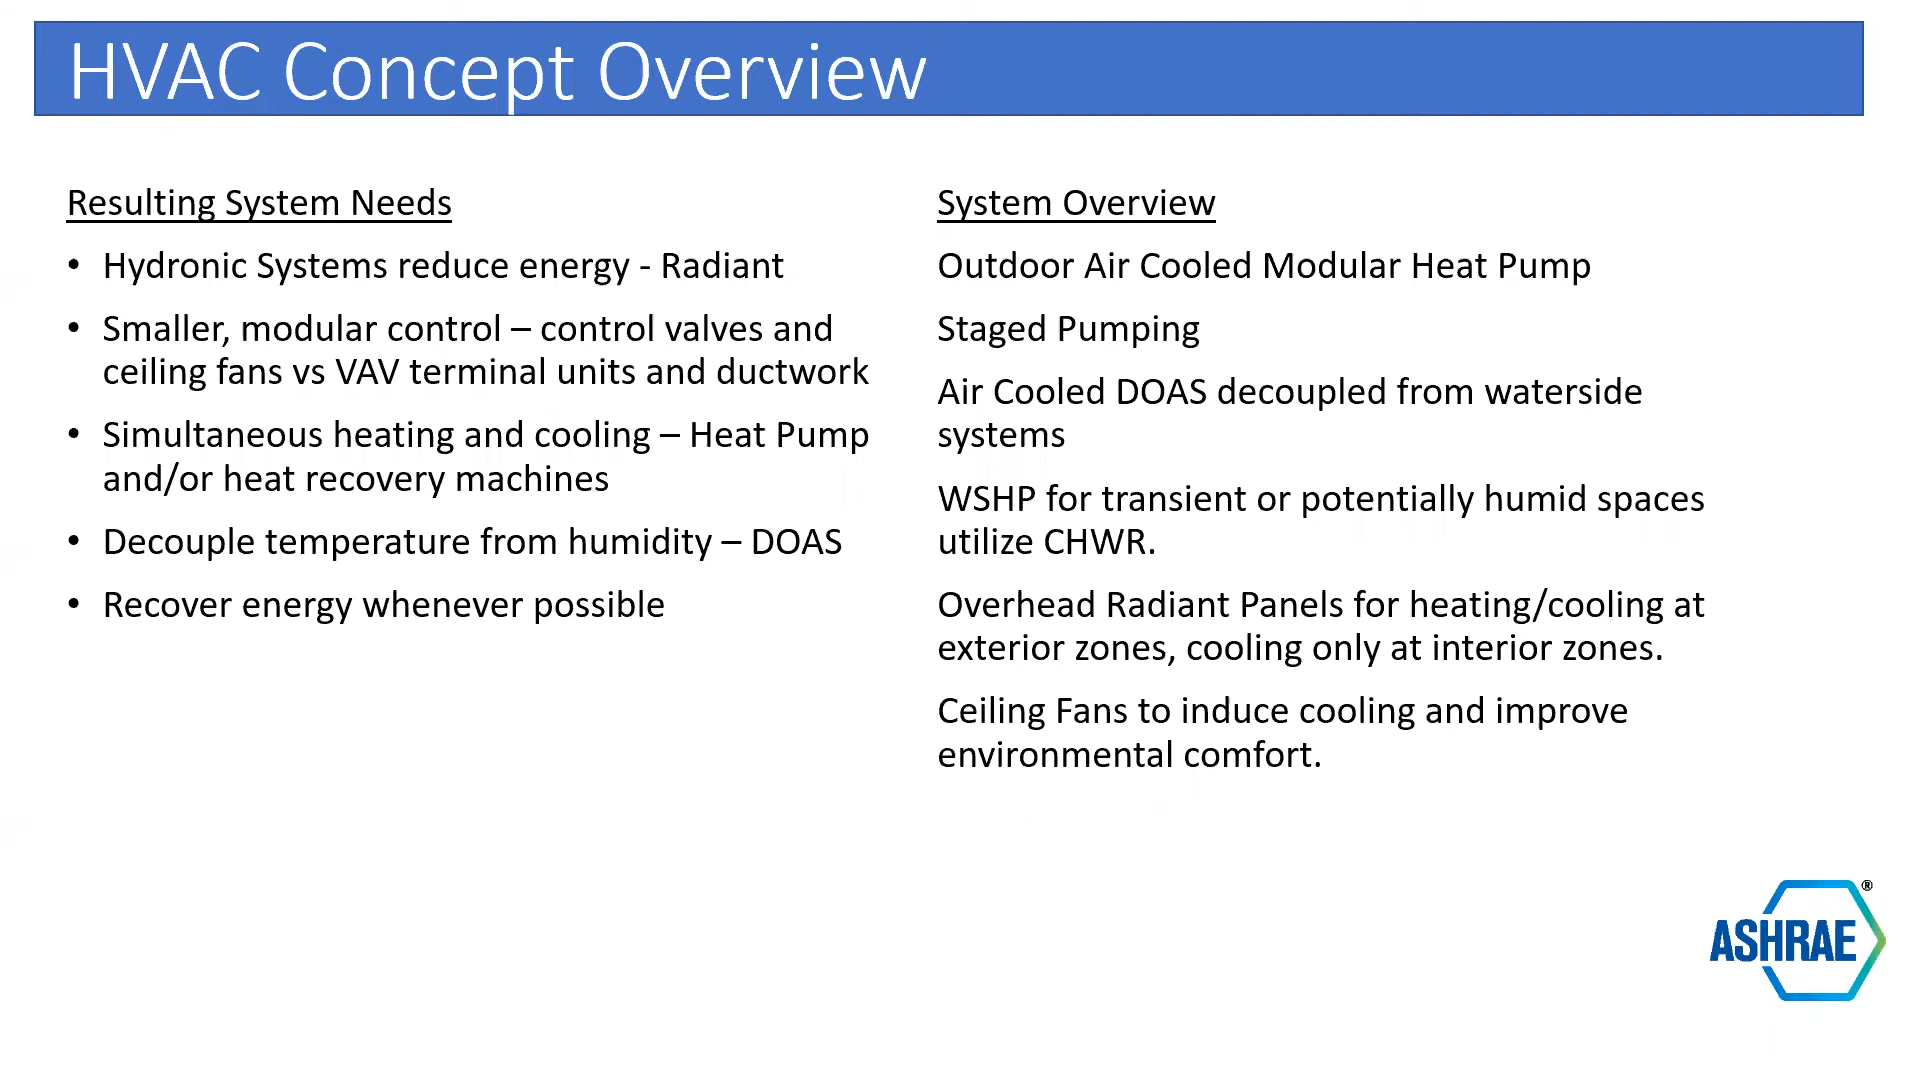 HVAC Concept Overview
Resulting System Needs
• Hydronic Systems reduce energy - Radiant
• Smaller, modular control – control valves and
ceiling fans vs VAV terminal units and ductwork
• Simultaneous heating and cooling – Heat Pump
and/or heat recovery machines
• Decouple temperature from humidity – DOAS
• Recover energy whenever possible
System Overview
Outdoor Air Cooled Modular Heat Pump
Staged Pumping
Air Cooled DOAS decoupled from waterside
systems
WSHP for transient or potentially humid spaces
utilize CHWR.
Overhead Radiant Panels for heating/cooling at
exterior zones, cooling only at interior zones.
Ceiling Fans to induce cooling and improve
environmental comfort.
ASHRAE®